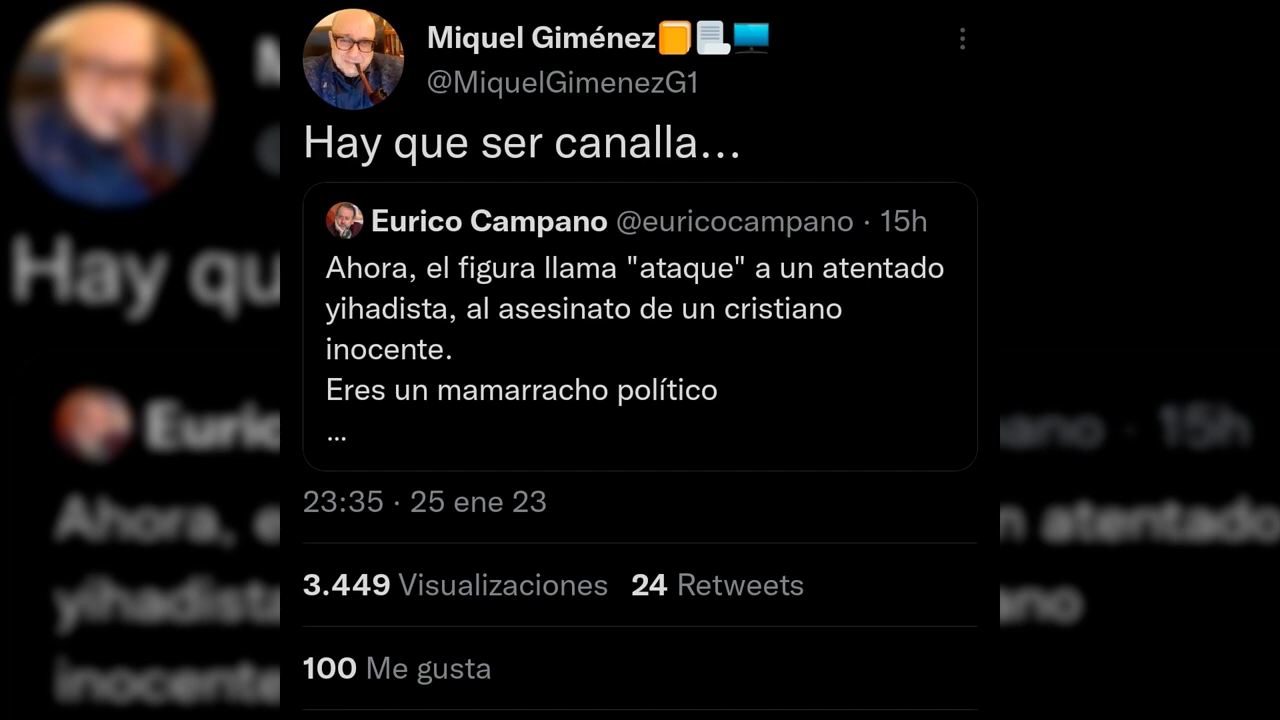 Miquel Giménez📙📃🖥️
@MiquelGimenezG1
Hay que ser canalla...
Eurico Campano @euricocampano · 15h
Ahora, el figura llama "ataque" a un atentado
yihadista, al asesinato de un cristiano
inocente.
Eres un mamarracho político
...
23:35 · 25 ene 23
3.449 Visualizaciones 24 Retweets
100 Me gusta